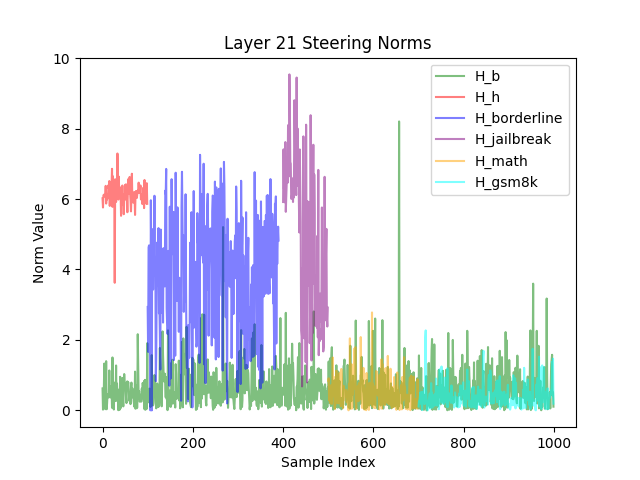 Layer 21 Steering Norms
10
8
6
4
2
0
Norm Value
H_b
H_h
H_borderline
H_jailbreak
H_math
H_gsm8k
0 200 400 600 800 1000
Sample Index